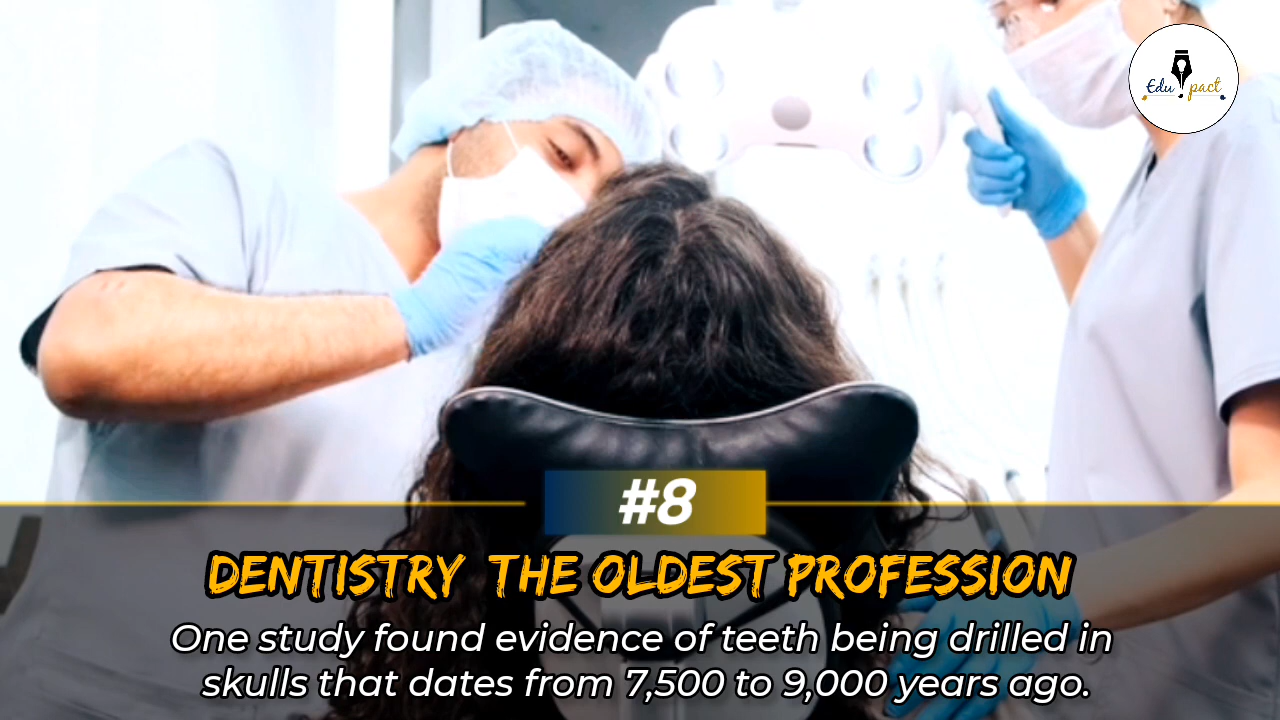 Edu pact
#8
DENTISTRY THE OLDEST PROFESSION
One study found evidence of teeth being drilled in
skulls that dates from 7,500 to 9,000 years ago.